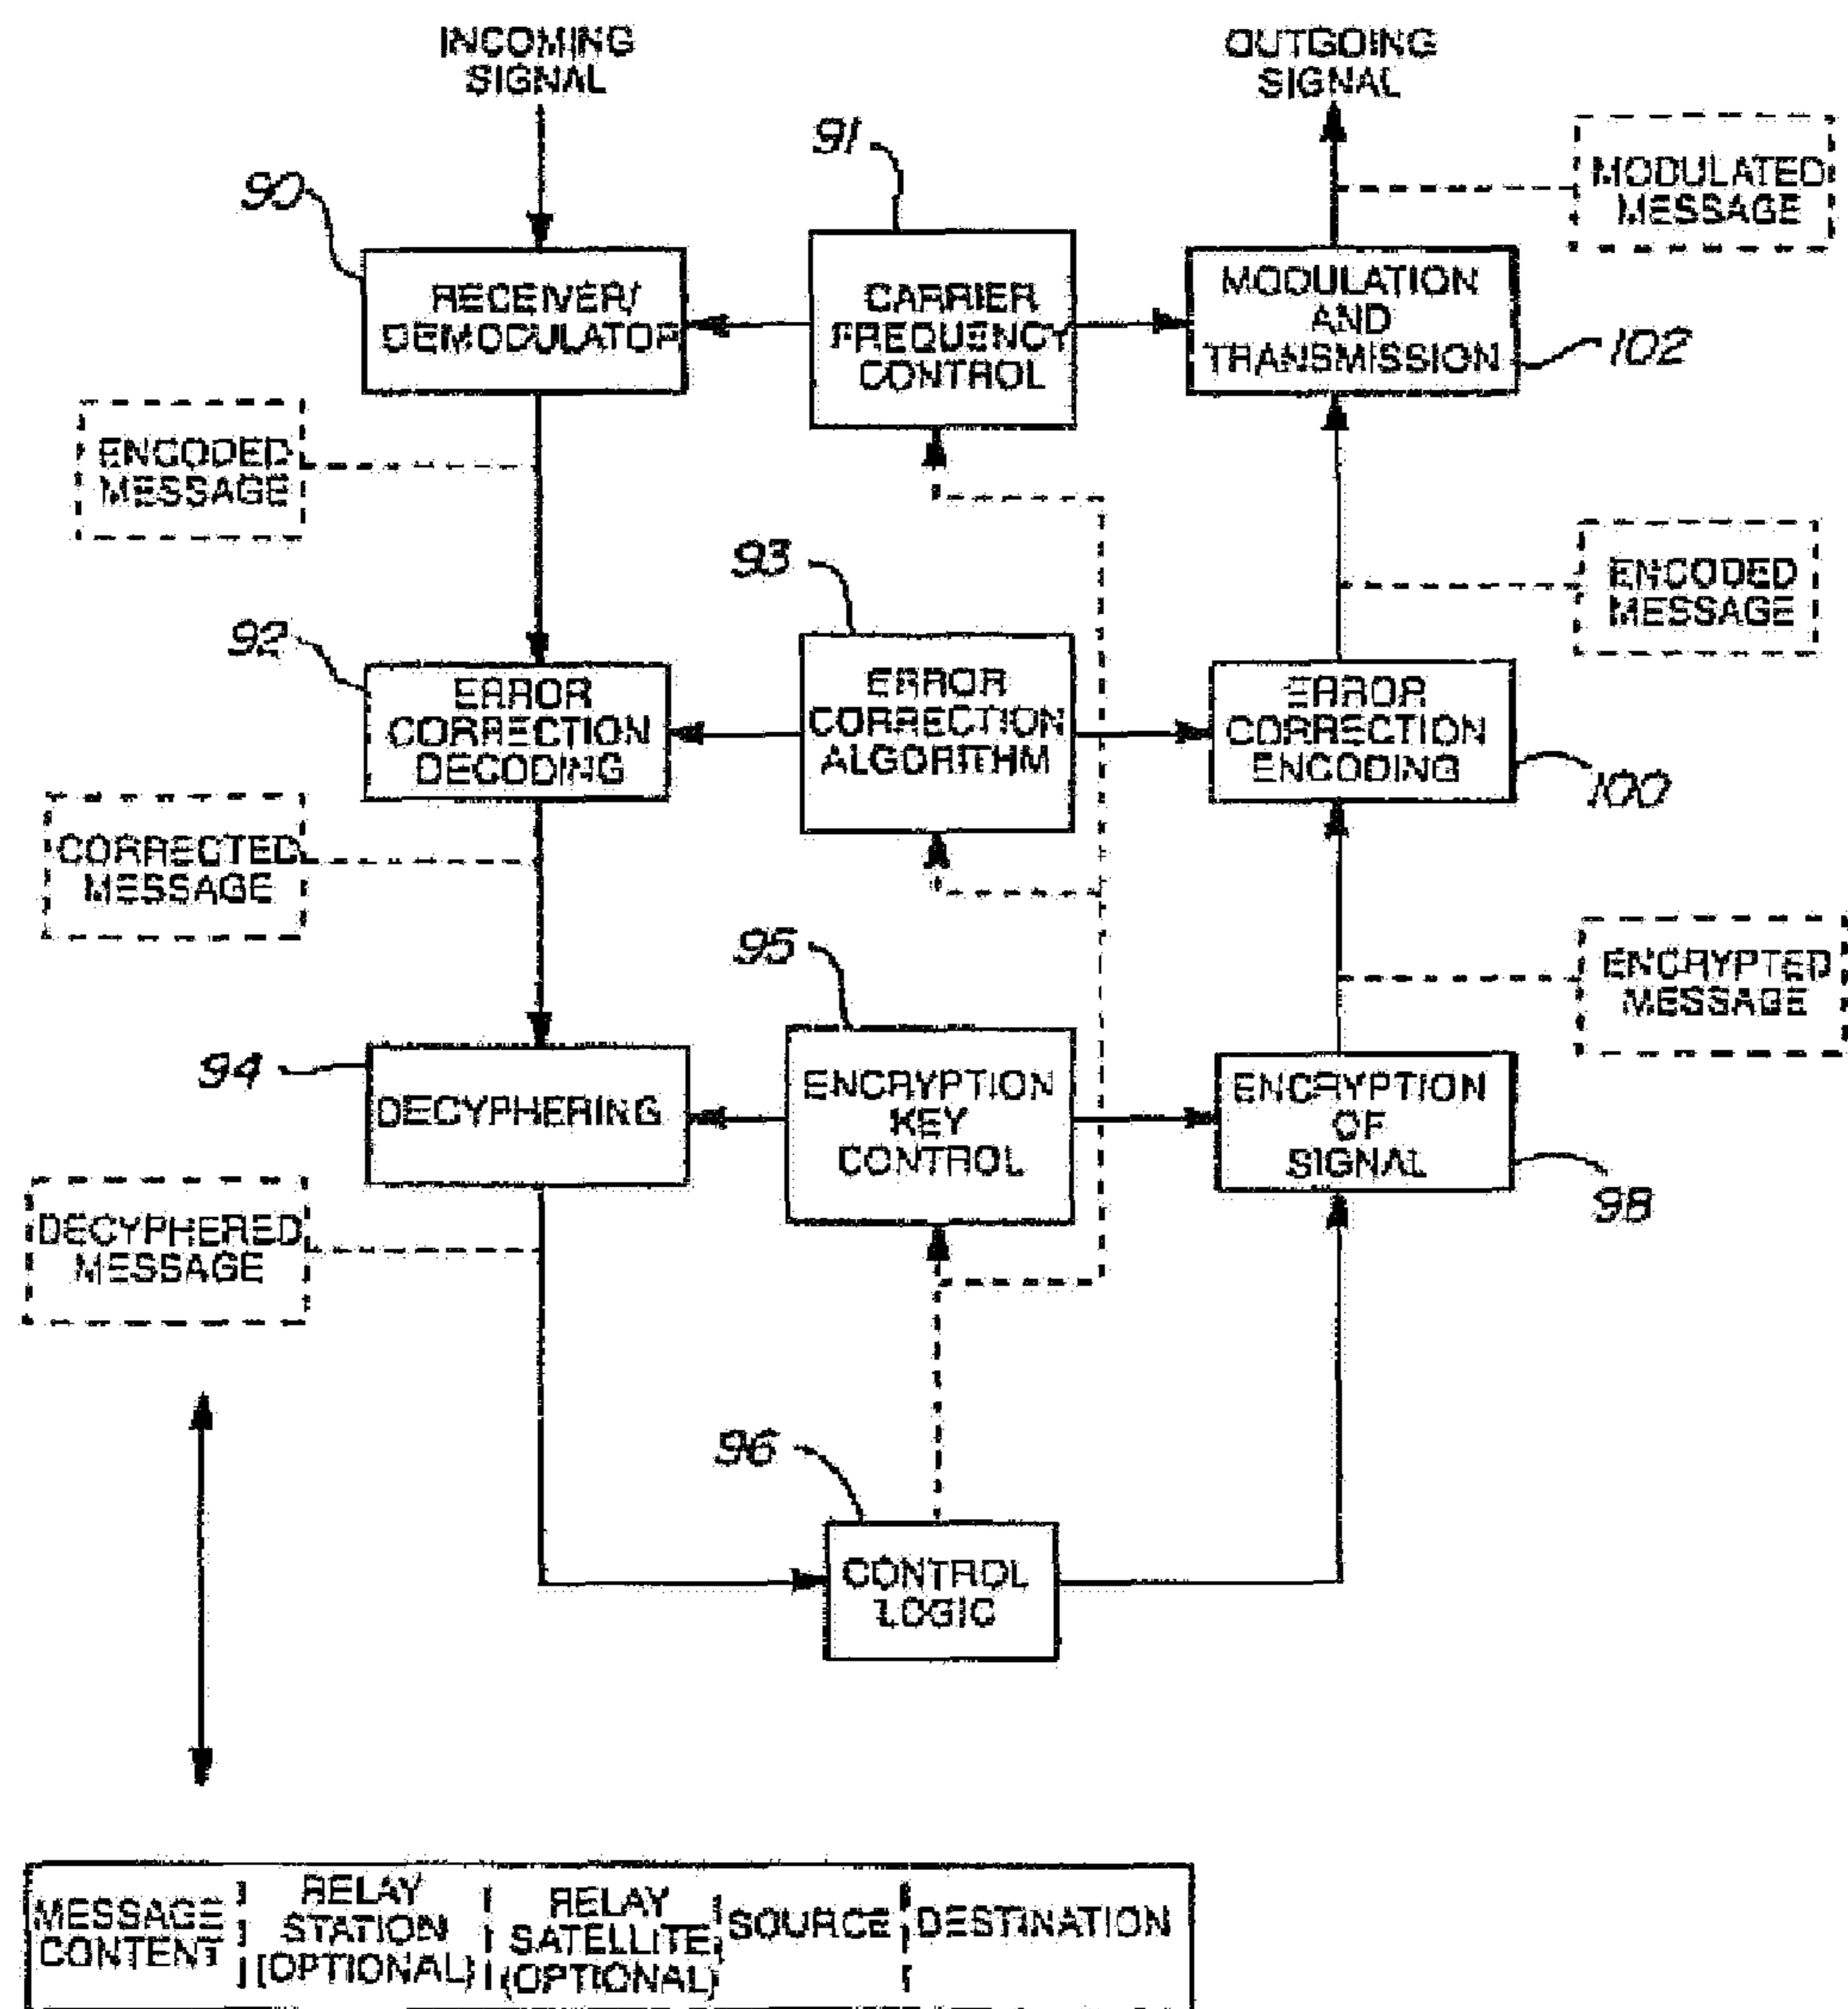 INCOMING
SIGNAL
OUTGOING
SIGNAL
91
90
MODULATED
MESSAGE
RECEIVER/
DEMODULATOR
CARRIER
FREQUENCY
CONTROL
MODULATION
AND
TRANSMISSION
102
ENCODED
MESSAGE
93
ENCODED
MESSAGE
92
ERROR
CORRECTION
DECODING
ERROR
CORRECTION
ALGORITHM
ERROR
CORRECTION
ENCODING
100
CORRECTED
MESSAGE
95
ENCRYPTED
MESSAGE
94
DECYPHERING
ENCRYPTION
KEY
CONTROL
ENCRYPTION
OF
SIGNAL
98
DECYPHERED
MESSAGE
96
CONTROL
LOGIC
MESSAGE
CONTENT
RELAY
STATION
(OPTIONAL)
RELAY
SATELLITE
(OPTIONAL)
SOURCE
DESTINATION